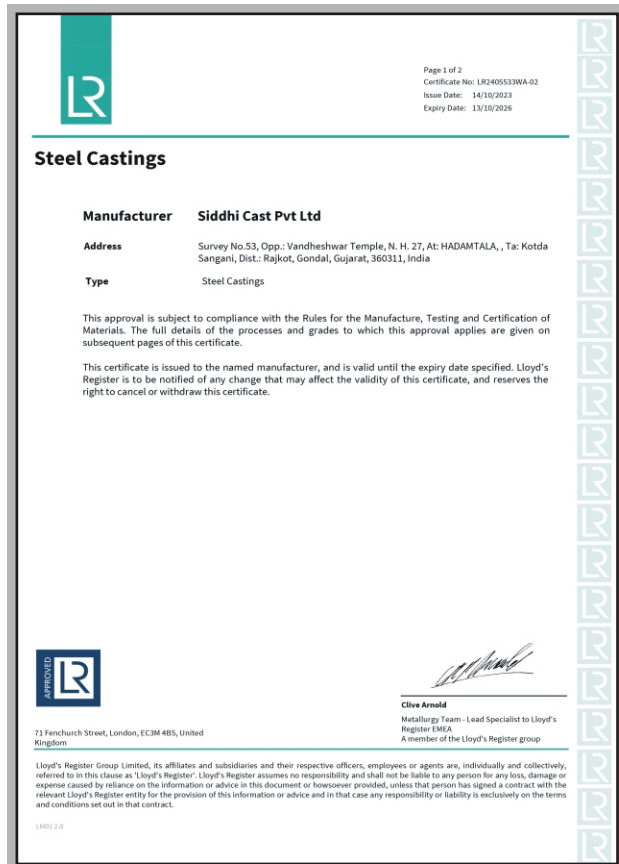 LR
Page 1 of 2
Certificate No: LR2405533WA-02
Issue Date: 14/10/2023
Expiry Date: 13/10/2026
Steel Castings
Manufacturer Siddhi Cast Pvt Ltd
Address Survey No.53, Opp.: Vandheshwar Temple, N. H. 27, At: HADAMTALA, , Ta: Kotda
Sangani, Dist.: Rajkot, Gondal, Gujarat, 360311, India
Type Steel Castings
This approval is subject to compliance with the Rules for the Manufacture, Testing and Certification of
Materials. The full details of the processes and grades to which this approval applies are given on
subsequent pages of this certificate.
This certificate is issued to the named manufacturer, and is valid until the expiry date specified. Lloyd's
Register is to be notified of any change that may affect the validity of this certificate, and reserves the
right to cancel or withdraw this certificate.
APPROVED LR
Clive Arnold
Metallurgy Team - Lead Specialist to Lloyd's
Register EMEA
A member of the Lloyd's Register group
71 Fenchurch Street, London, EC3M 4BS, United
Kingdom
Lloyd's Register Group Limited, its affiliates and subsidiaries and their respective officers, employees or agents are, individually and collectively,
referred to in this clause as 'Lloyd's Register'. Lloyd's Register assumes no responsibility and shall not be liable to any person for any loss, damage or
expense caused by reliance on the information or advice in this document or howsoever provided, unless that person has signed a contract with the
relevant Lloyd's Register entity for the provision of this information or advice and in that case any responsibility or liability is exclusively on the terms
and conditions set out in that contract.
LM01 2.0